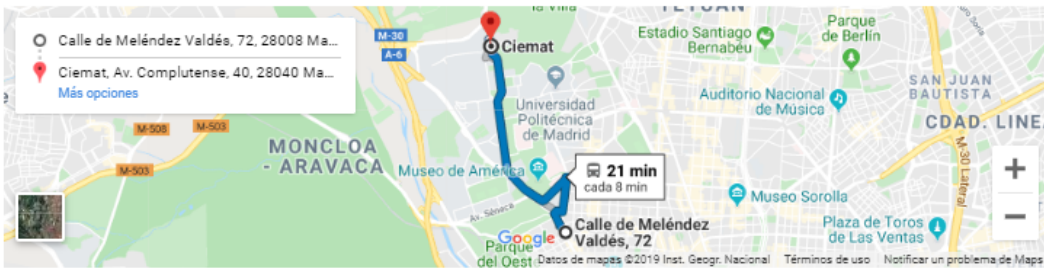 Calle de Meléndez Valdés, 72, 28008 Ma...
Ciemat, Av. Complutense, 40, 28040 Ma...
Más opciones
la Villa
TETUÁN
M-30
A-6
Ciemat
Estadio Santiago
Bernabéu
Parque
de Berlín
SAN JUAN
BAUTISTA
Universidad
Politécnica
de Madrid
Auditorio Nacional
de Música
CDAD. LINE
M-508
M-503
M-503
MONCLOA
- ARAVACA
Museo de América
21 min
cada 8 min
M-30 Lateral
Museo Sorolla
Av. Séneca
Calle de Meléndez
Valdés, 72
Plaza de Toros
de Las Ventas
Google
Parque
del Oeste
Datos de mapas ©2019 Inst. Geogr. Nacional
Términos de uso
Notificar un problema de Maps